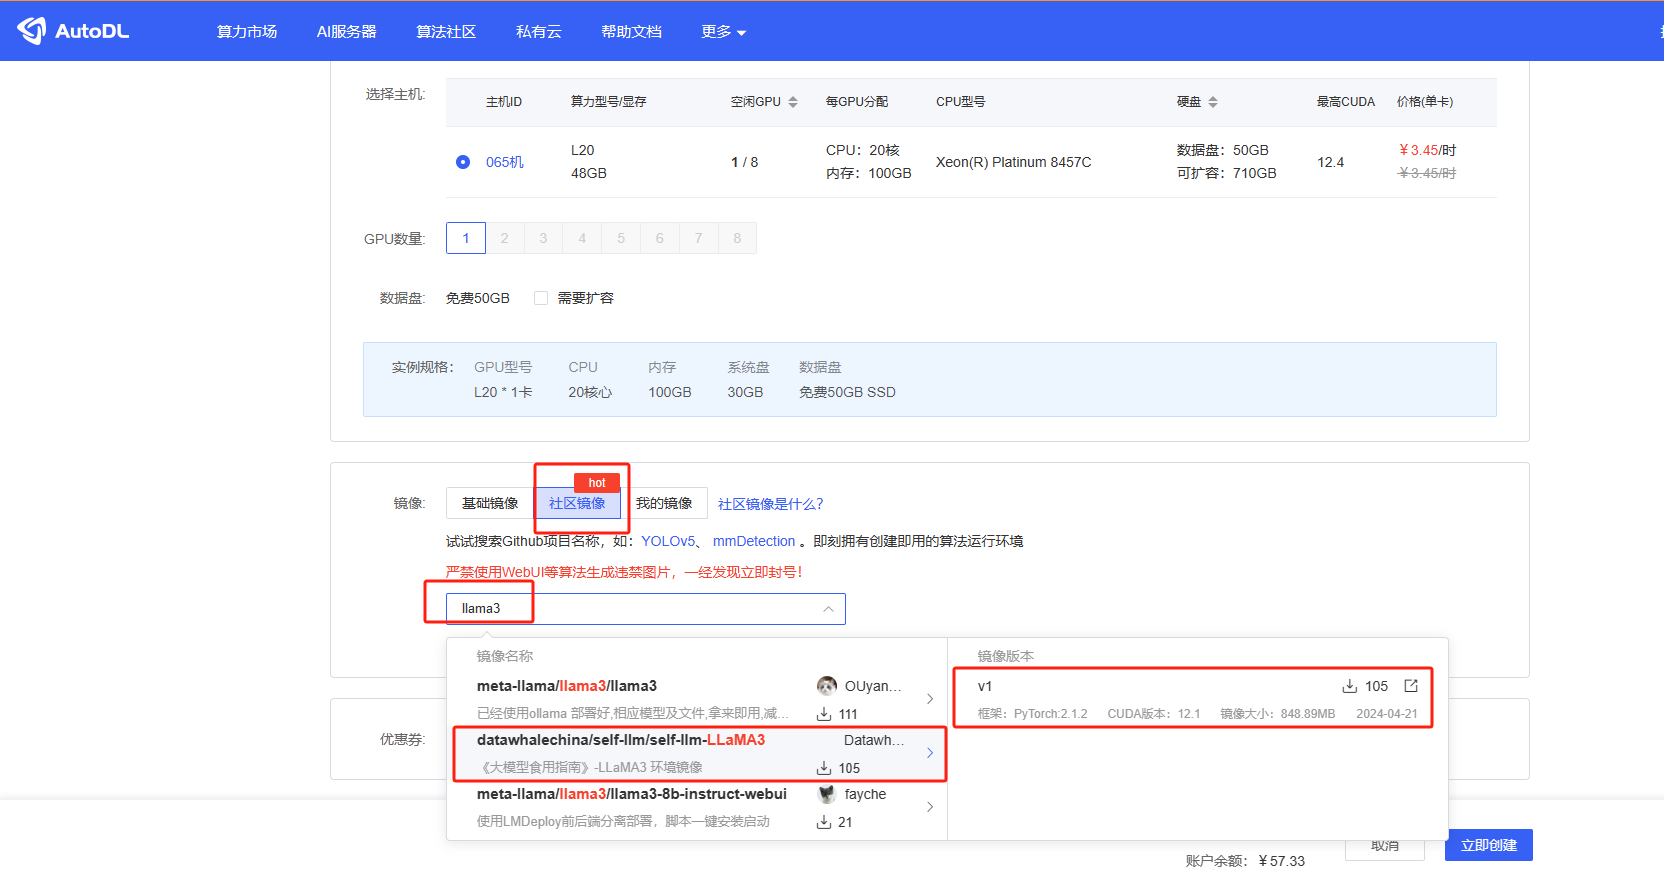 AutoDL 算力市场 AI服务器 算法社区 私有云 帮助文档 更多
选择主机: 主机ID 算力型号/显存 空闲GPU 每GPU分配 CPU型号 硬盘 最高CUDA 价格(单卡)
065机 L20 48GB 1 / 8 CPU：20核 内存：100GB Xeon(R) Platinum 8457C 数据盘：50GB 可扩容：710GB 12.4 ￥3.45/时 ￥3.45/时
GPU数量: 1 2 3 4 5 6 7 8
数据盘: 免费50GB 需要扩容
实例规格： GPU型号 CPU 内存 系统盘 数据盘
L20 * 1卡 20核心 100GB 30GB 免费50GB SSD
hot
镜像: 基础镜像 社区镜像 我的镜像 社区镜像是什么？
试试搜索Github项目名称，如：YOLOv5、 mmDetection 。即刻拥有创建即用的算法运行环境
严禁使用WebUI等算法生成违禁图片，一经发现立即封号！
llama3
镜像名称 镜像版本
meta-llama/llama3/llama3 OUyan...
已经使用ollama 部署好,相应模型及文件,拿来即用,减... 111
v1 105
框架：PyTorch:2.1.2 CUDA版本：12.1 镜像大小：848.89MB 2024-04-21
优惠券:
datawhalechina/self-llm/self-llm-LLaMA3 Datawh...
《大模型食用指南》-LLaMA3 环境镜像 105
meta-llama/llama3/llama3-8b-instruct-webui fayche
使用LMDeploy前后端分离部署，脚本一键安装启动 21
账户余额：￥57.33 取消 立即创建